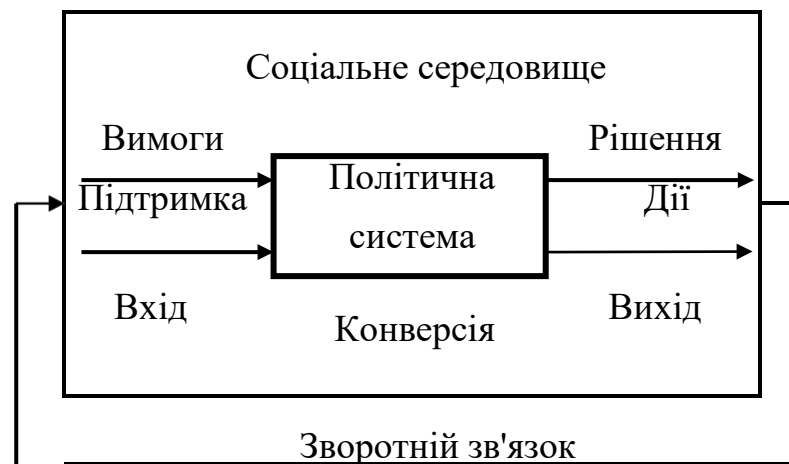 Соціальне середовище
Вимоги
Рішення
Підтримка
Політична
система
Дії
Вхід
Конверсія
Вихід
Зворотній зв'язок